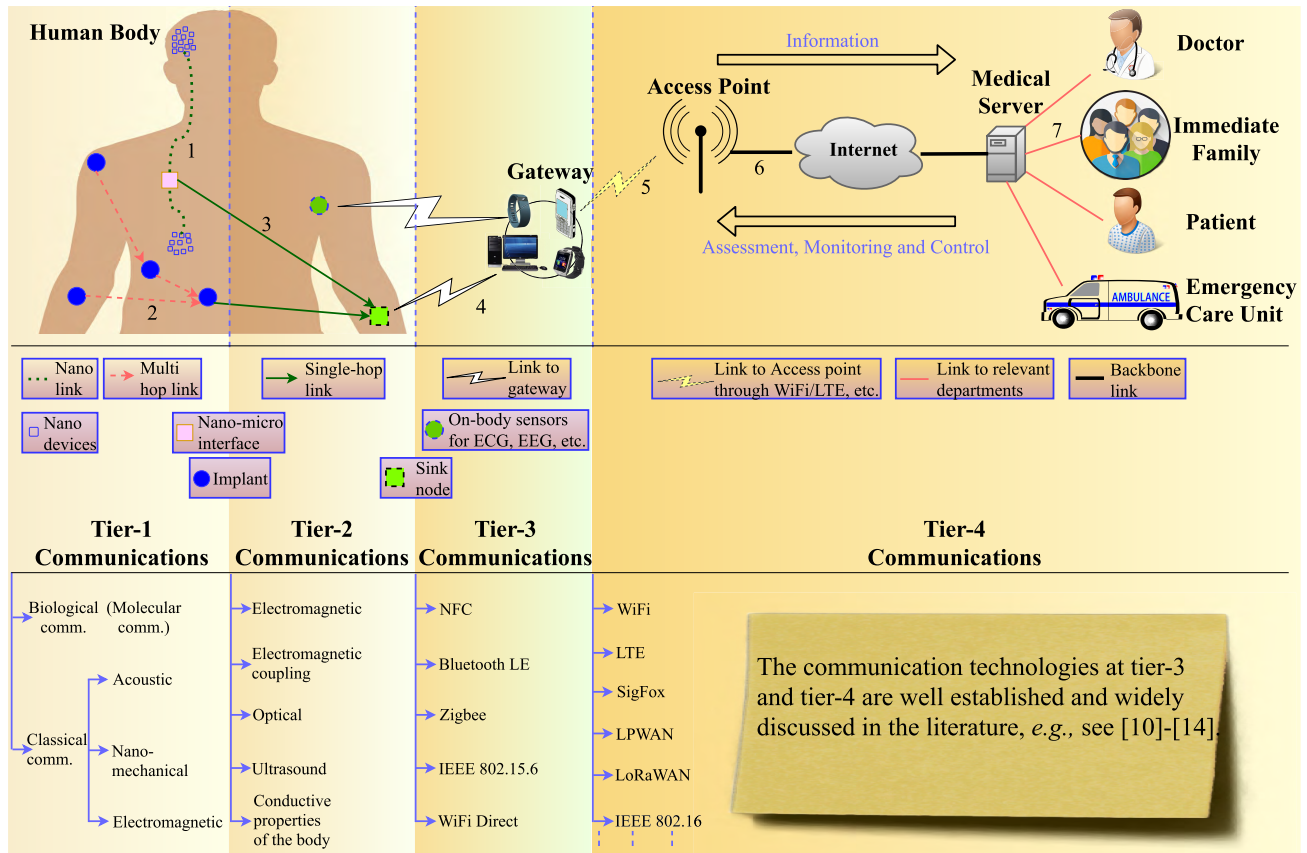 Human Body
1
2
3
4
Gateway
5
Access Point
6
Information
Internet
Assessment, Monitoring and Control
Medical
Server
7
Doctor
Immediate
Family
Patient
AMBULANCE
Emergency
Care Unit
Nano
link
Multi
hop link
Single-hop
link
Link to
gateway
Link to Access point
through WiFi/LTE, etc.
Link to relevant
departments
Backbone
link
Nano
devices
Nano-micro
interface
On-body sensors
for ECG, EEG, etc.
Implant
Sink
node
Tier-1
Communications
Tier-2
Communications
Tier-3
Communications
Tier-4
Communications
Biological (Molecular
comm. comm.)
Classical
comm.
Acoustic
Nano-
mechanical
Electromagnetic
Electromagnetic
Electromagnetic
coupling
Optical
Ultrasound
Conductive
properties
of the body
NFC
Bluetooth LE
Zigbee
IEEE 802.15.6
WiFi Direct
WiFi
LTE
SigFox
LPWAN
LoRaWAN
IEEE 802.16
The communication technologies at tier-3
and tier-4 are well established and widely
discussed in the literature, e.g., see [10]-[14].